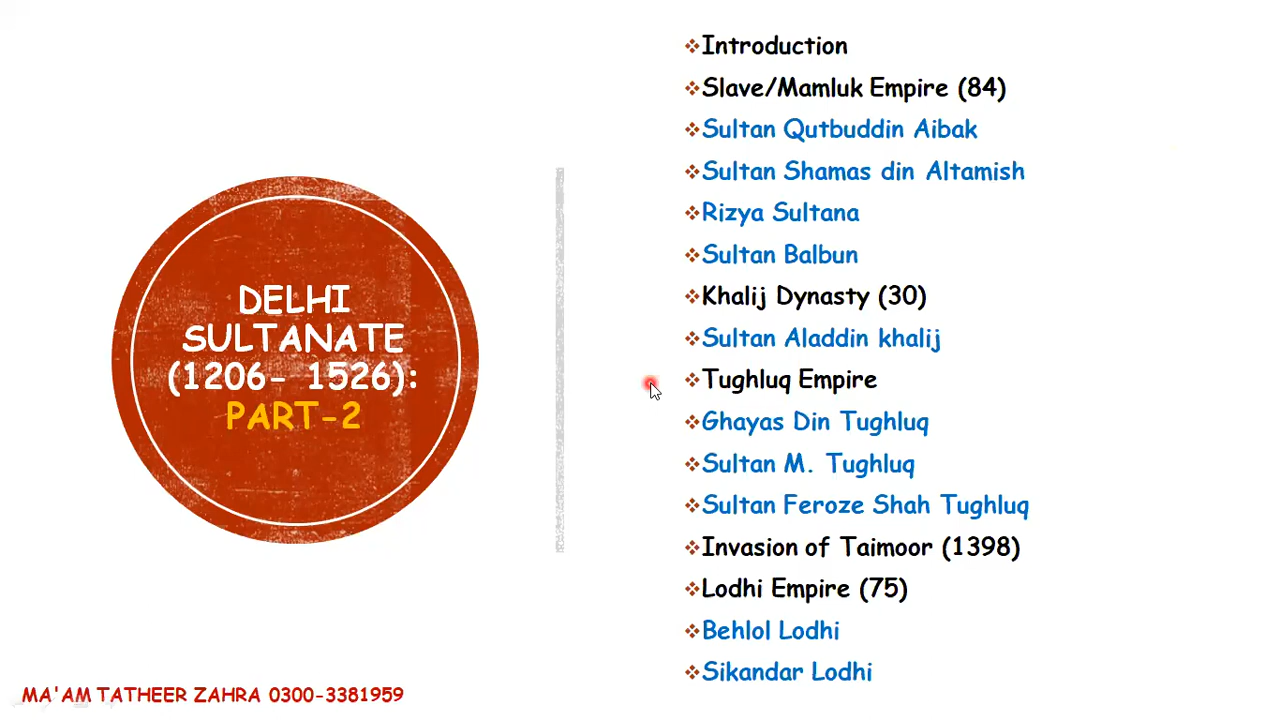 DELHI
SULTANATE
(1206- 1526):
PART-2
❖Introduction
❖Slave/Mamluk Empire (84)
❖Sultan Qutbuddin Aibak
❖Sultan Shamas din Altamish
❖Rizya Sultana
❖Sultan Balbun
❖Khalij Dynasty (30)
❖Sultan Aladdin khalij
❖Tughluq Empire
❖Ghayas Din Tughluq
❖Sultan M. Tughluq
❖Sultan Feroze Shah Tughluq
❖Invasion of Taimoor (1398)
❖Lodhi Empire (75)
❖Behlol Lodhi
❖Sikandar Lodhi
MA'AM TATHEER ZAHRA 0300-3381959